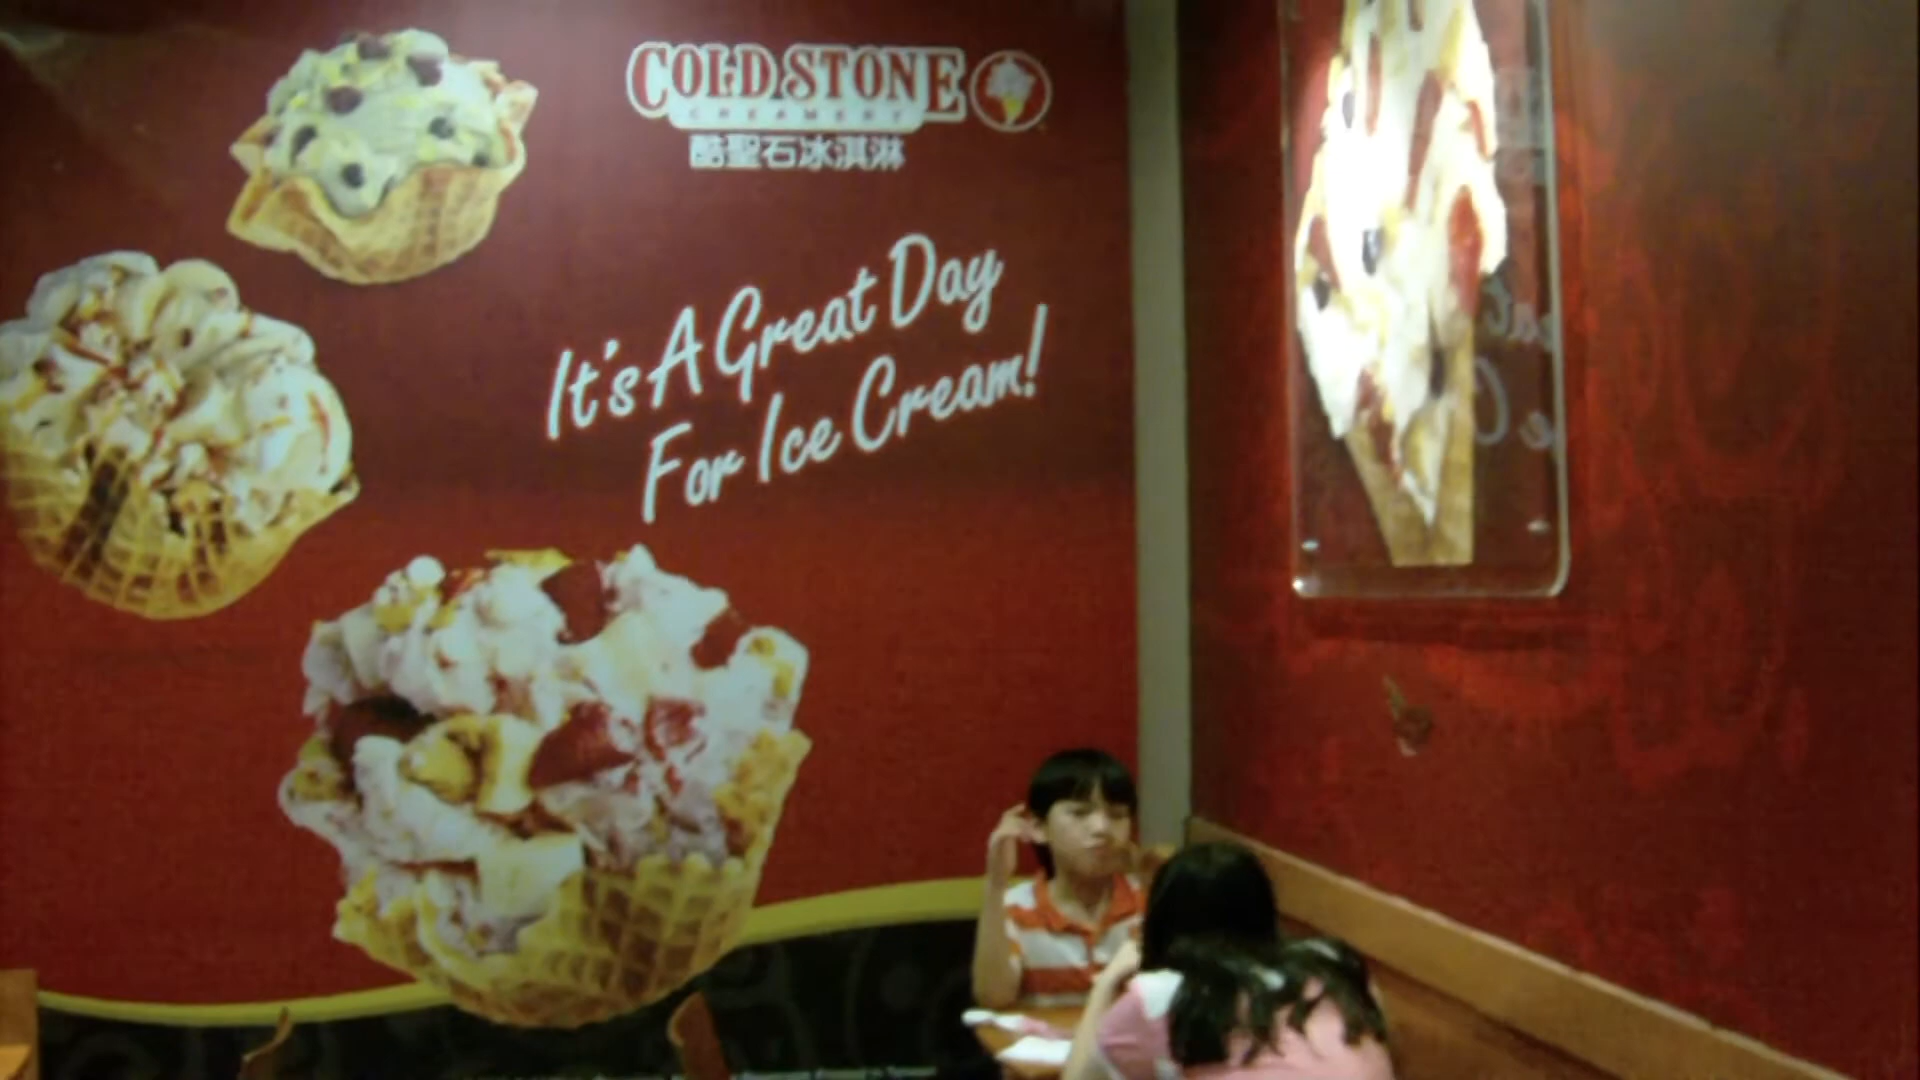 COLD STONE
CREAMERY
酷聖石冰淇淋
It's A Great Day
For Ice Cream!